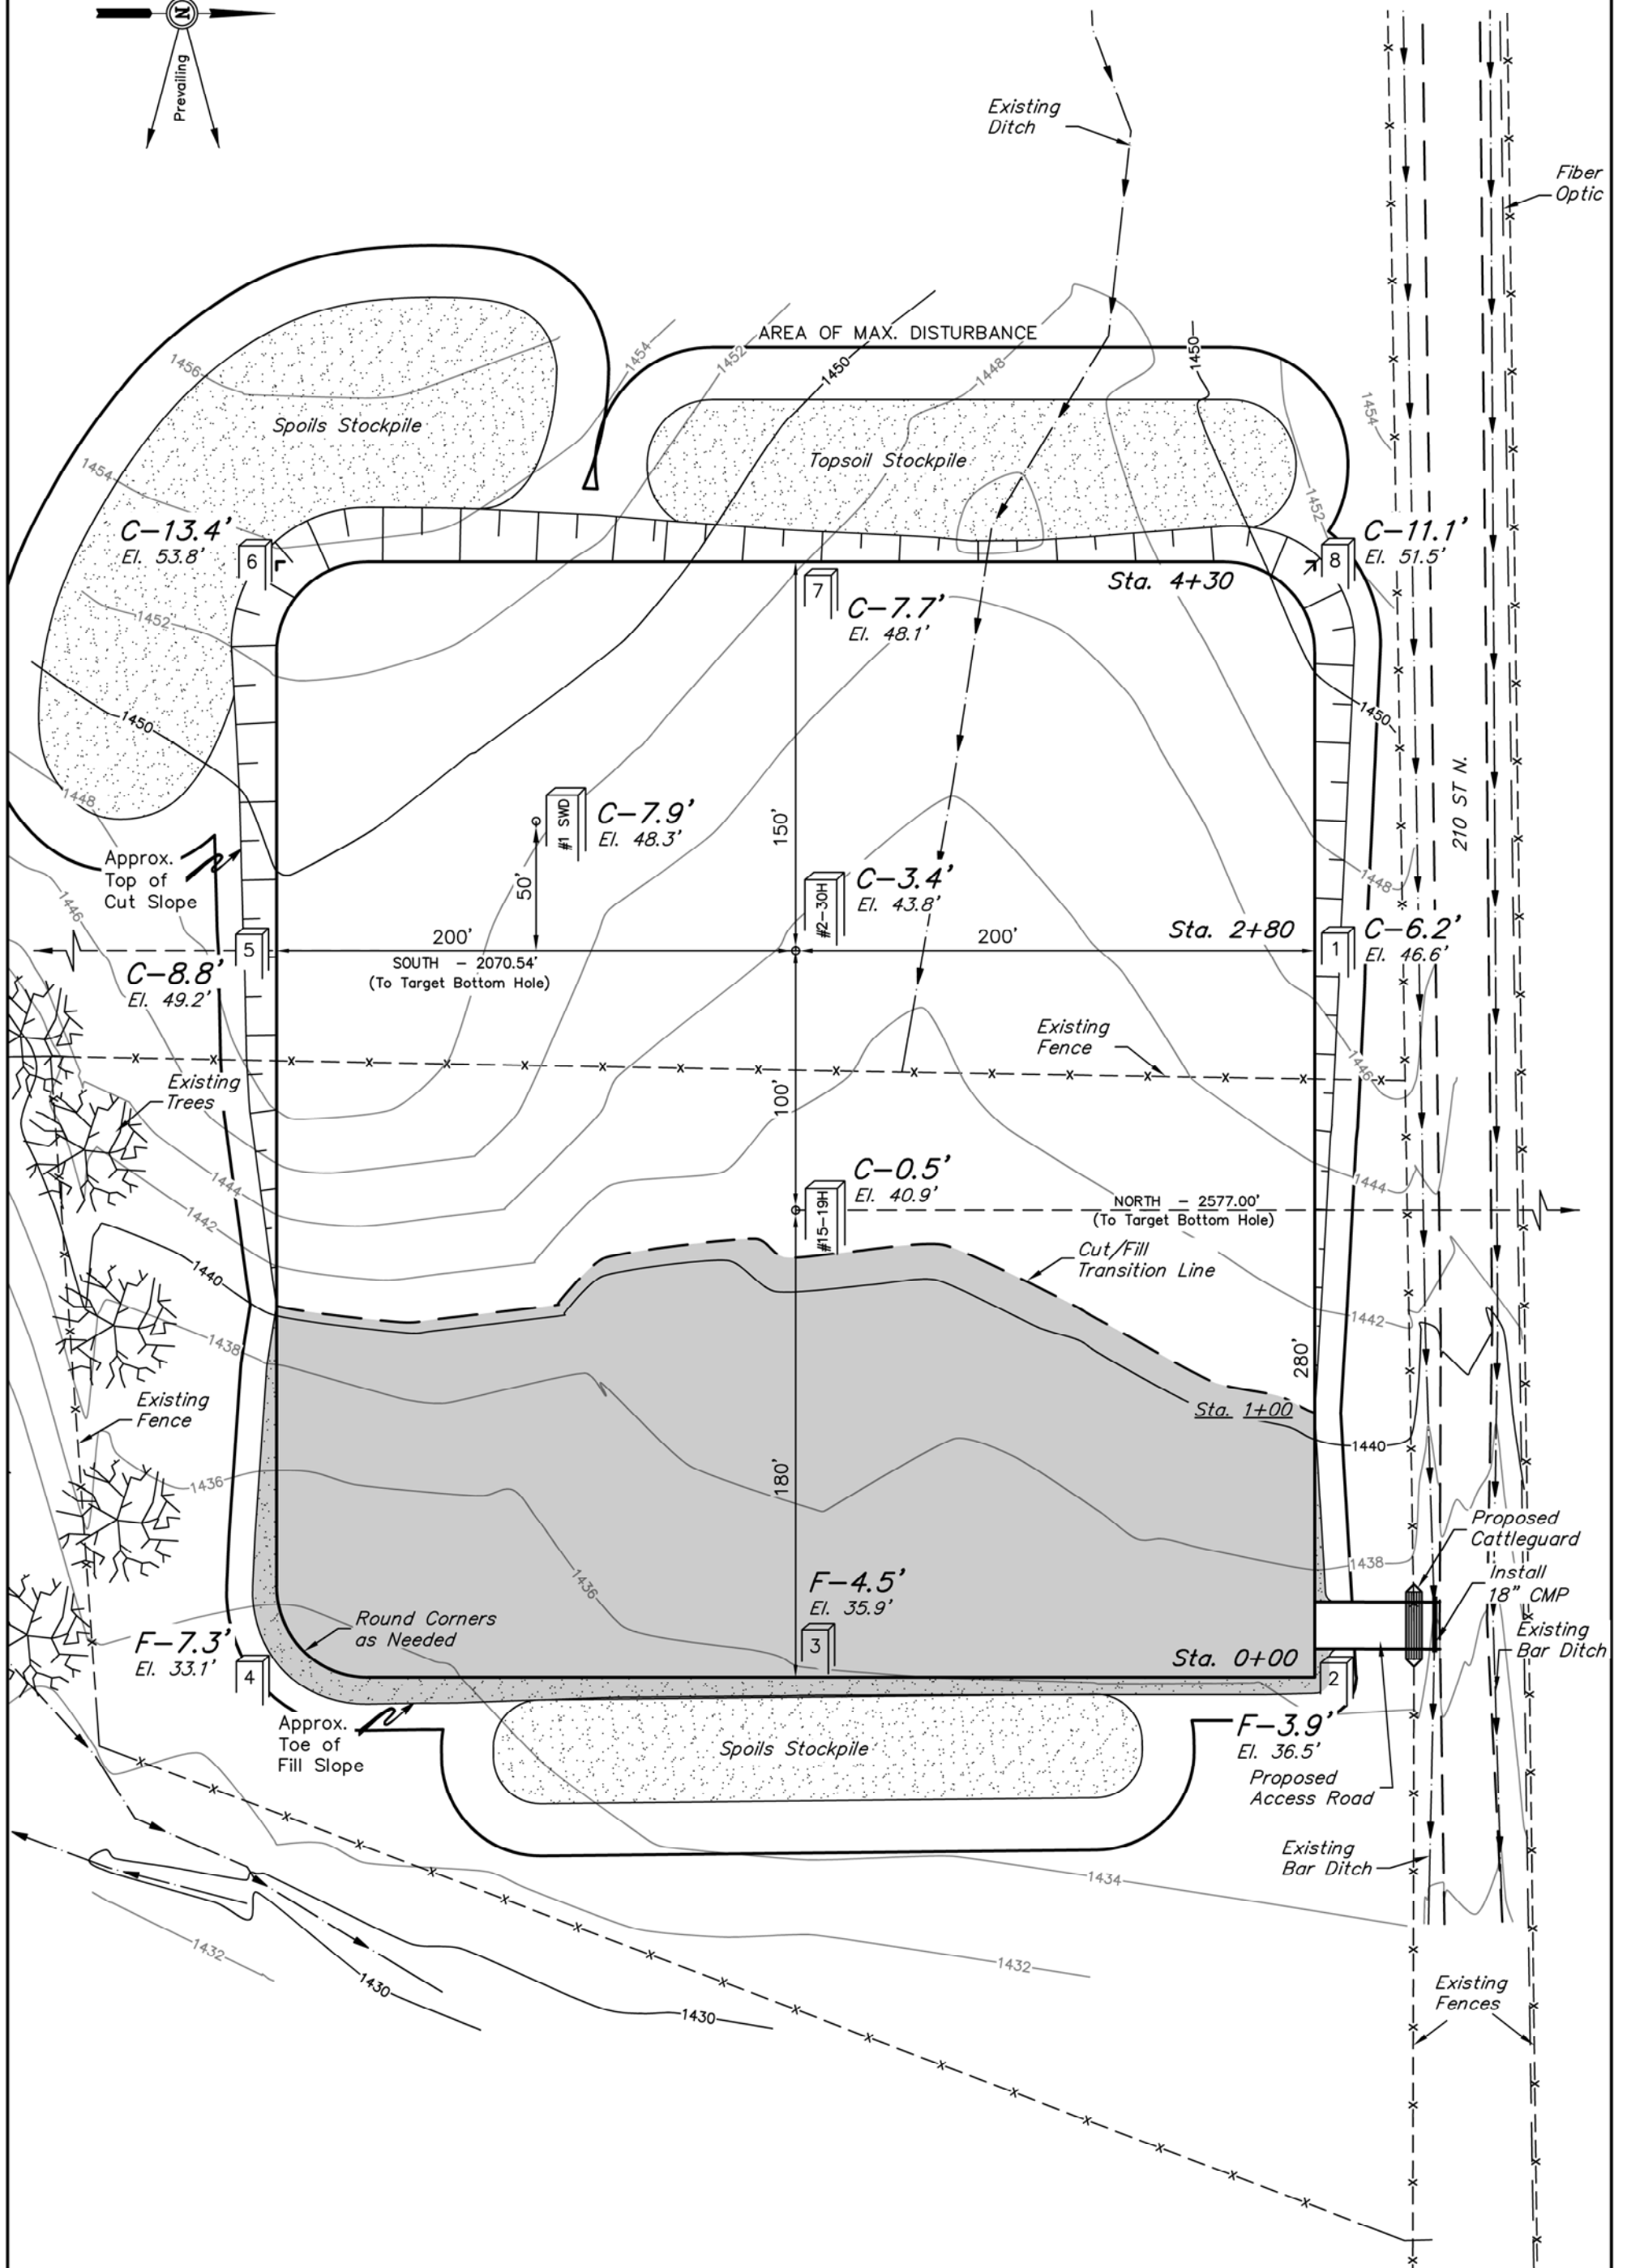 N
Prevailing
Existing
Ditch
Fiber
Optic
AREA OF MAX. DISTURBANCE
1456
1454
1452
1450
1448
1450
1454
Spoils Stockpile
Topsoil Stockpile
1454
1452
C-13.4'
El. 53.8'
6
C-11.1'
El. 51.5'
8
7
Sta. 4+30
C-7.7'
El. 48.1'
1452
1450
1450
1448
210 ST N.
#1 SWD
C-7.9'
El. 48.3'
150'
50'
Approx.
Top of
Cut Slope
1446
#2-30H
C-3.4'
El. 43.8'
1448
5
200'
200'
Sta. 2+80
1
C-6.2'
El. 46.6'
C-8.8'
El. 49.2'
SOUTH - 2070.54'
(To Target Bottom Hole)
Existing
Fence
1446
Existing
Trees
100'
C-0.5'
El. 40.9'
#15-19H
1444
1444
1442
NORTH - 2577.00'
(To Target Bottom Hole)
Cut/Fill
Transition Line
1440
1442
1438
280'
Existing
Fence
Sta. 1+00
1440
1436
180'
Proposed
Cattleguard
1438
Install
18" CMP
1436
F-4.5'
El. 35.9'
3
Round Corners
as Needed
Existing
Bar Ditch
F-7.3'
El. 33.1'
4
Sta. 0+00
2
Approx.
Toe of
Fill Slope
Spoils Stockpile
F-3.9'
El. 36.5'
Proposed
Access Road
Existing
Bar Ditch
1434
1432
1432
1430
1430
Existing
Fences